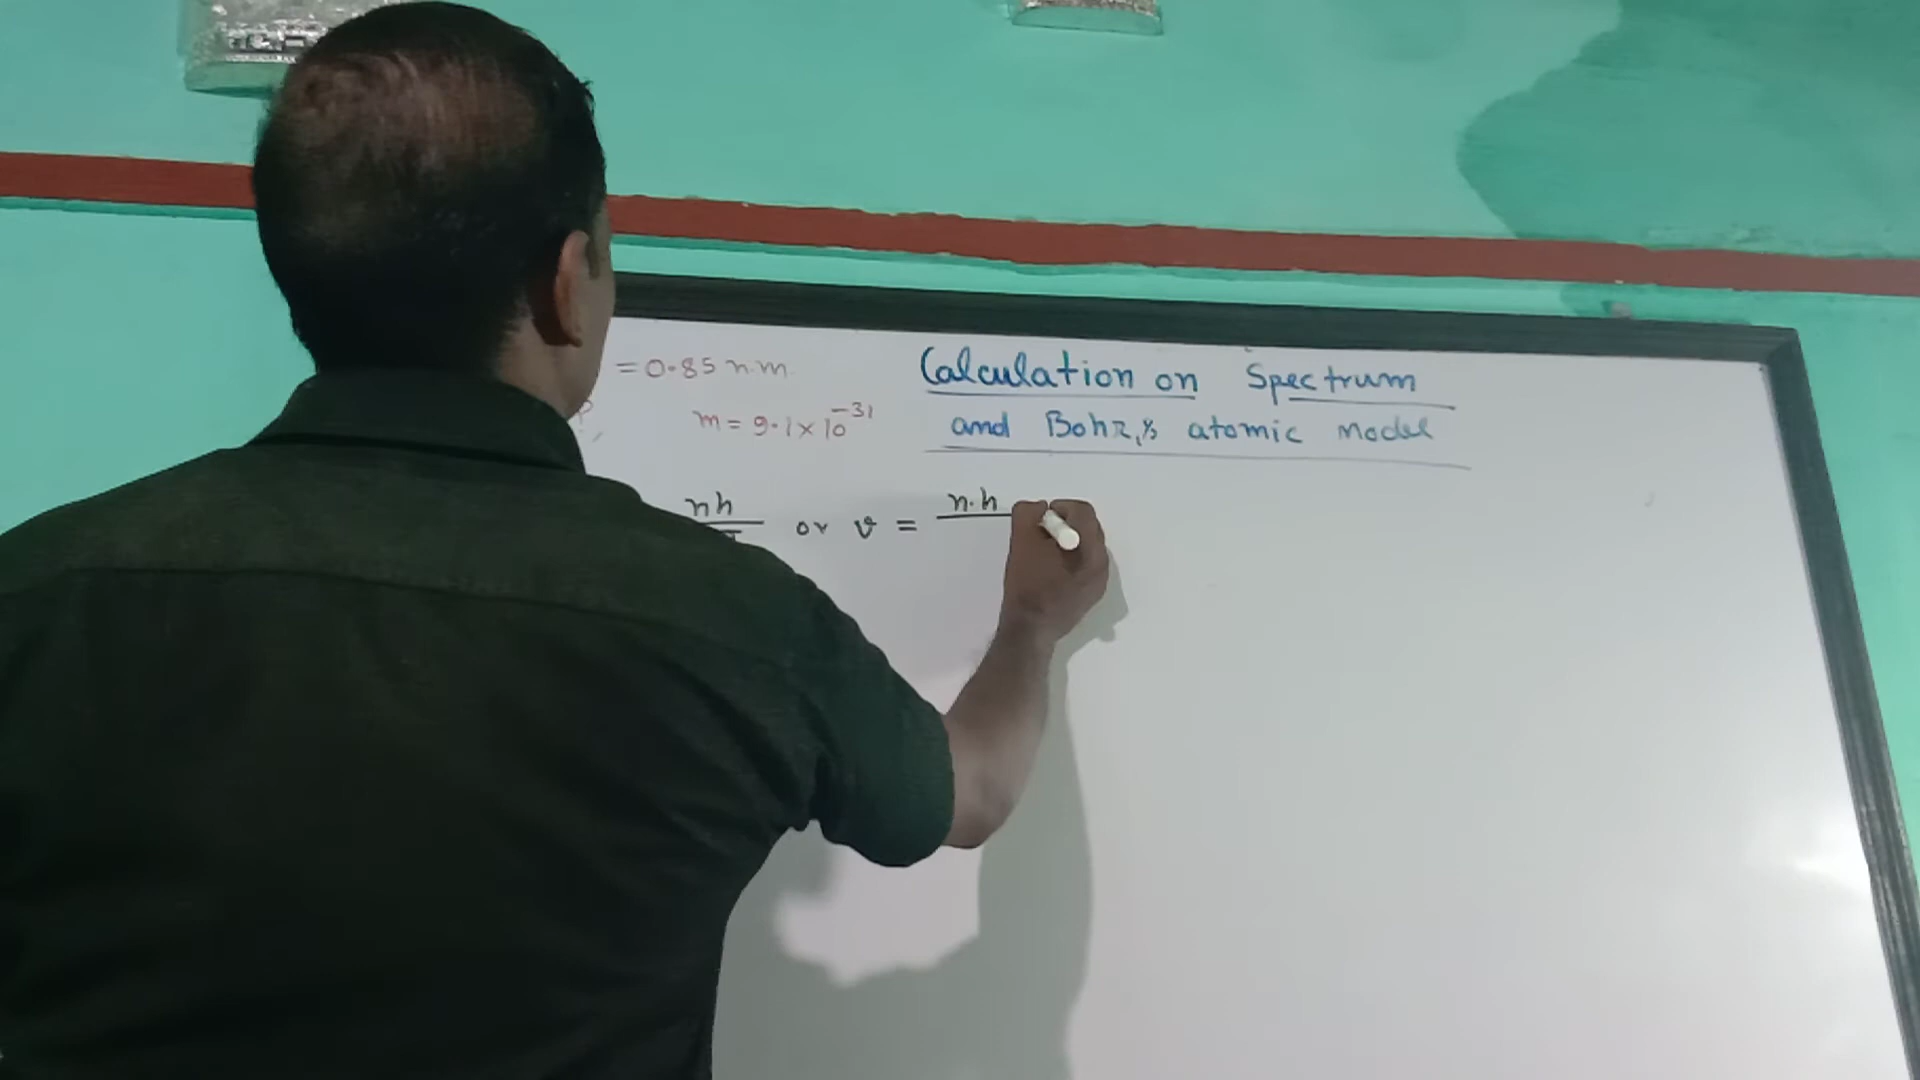 = 0.85 n.m
Calculation on Spectrum
? m = 9.1 x 10^-31
and Bohr,s atomic model
nh or v = n.h